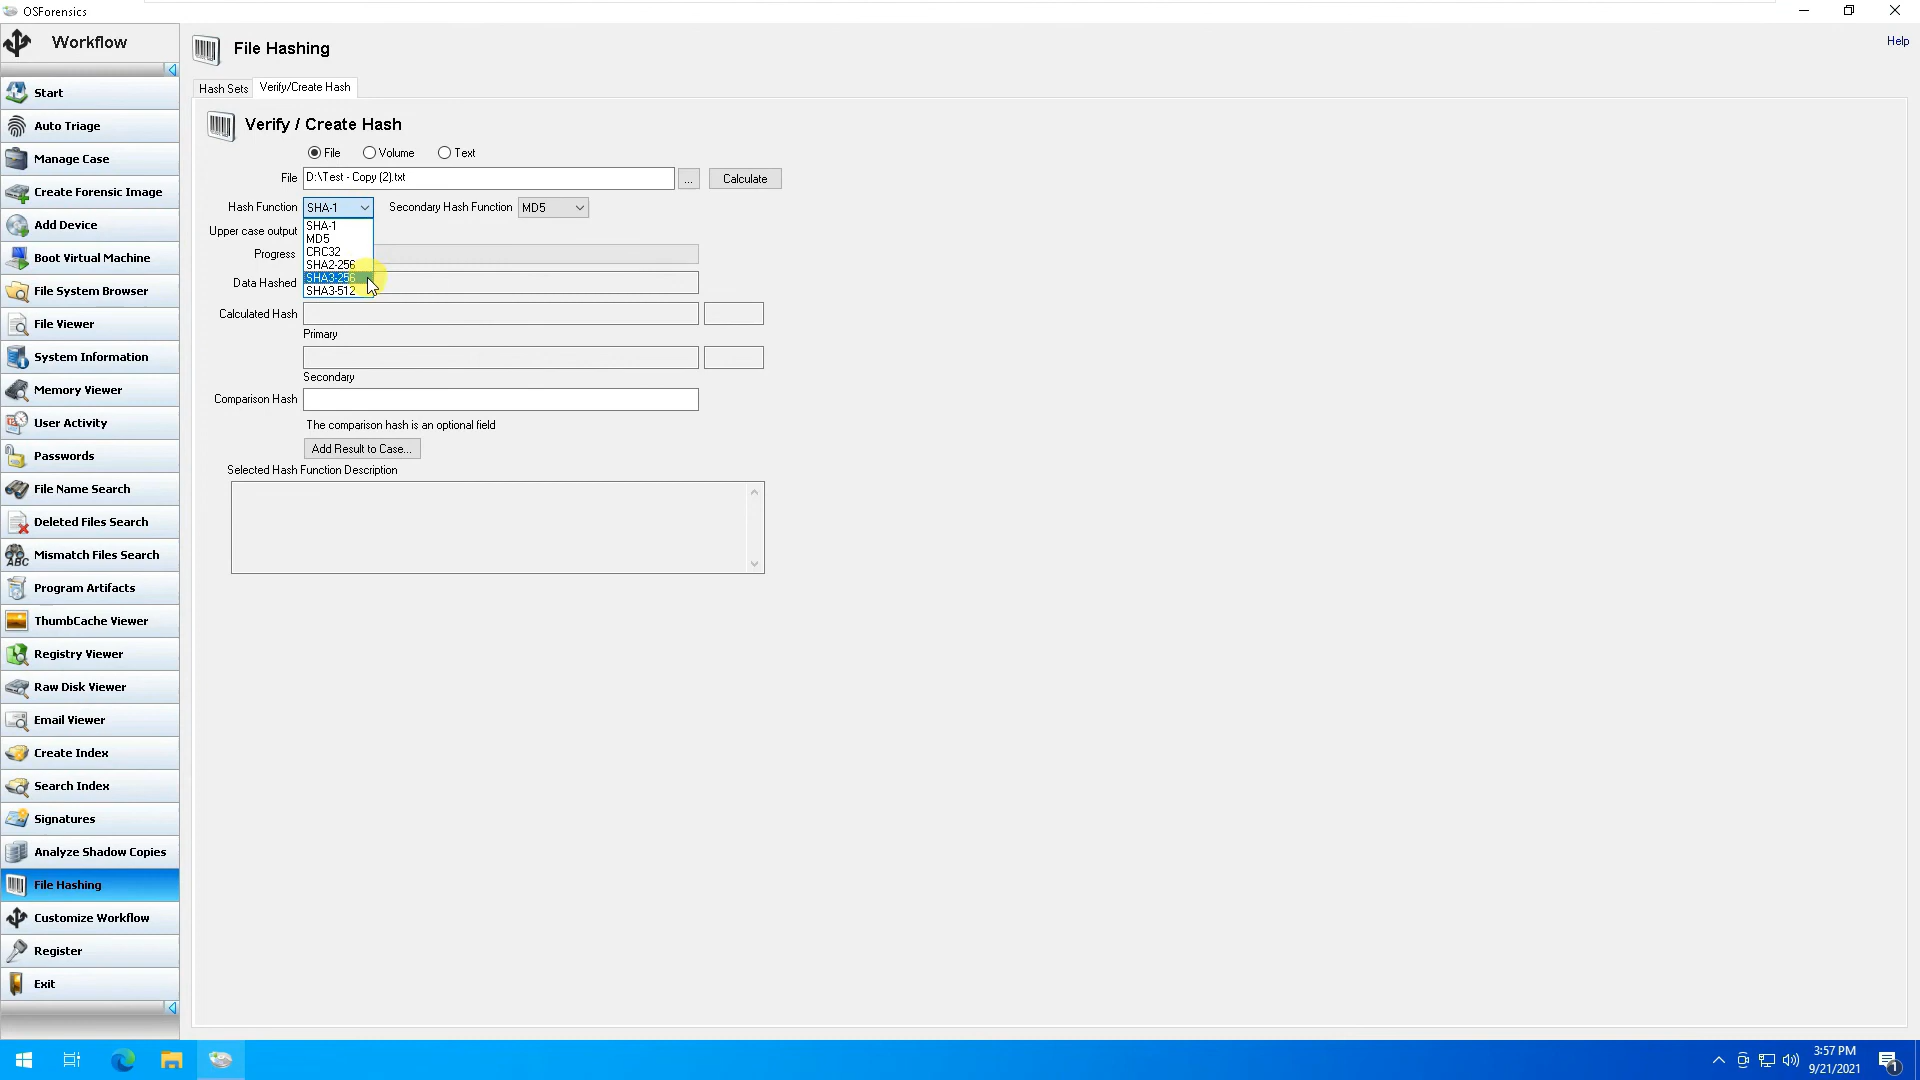 OSForensics
Workflow
Start
Auto Triage
Manage Case
Create Forensic Image
Add Device
Boot Virtual Machine
File System Browser
File Viewer
System Information
Memory Viewer
User Activity
Passwords
File Name Search
Deleted Files Search
Mismatch Files Search
Program Artifacts
ThumbCache Viewer
Registry Viewer
Raw Disk Viewer
Email Viewer
Create Index
Search Index
Signatures
Analyze Shadow Copies
File Hashing
Customize Workflow
Register
Exit
File Hashing
Help
Hash Sets Verify/Create Hash
Verify / Create Hash
File Volume Text
File D:\Test - Copy (2).txt ... Calculate
Hash Function SHA-1 Secondary Hash Function MD5
SHA-1
MD5
CRC32
SHA2-256
SHA3-256
SHA3-512
Upper case output
Progress
Data Hashed
Calculated Hash
Primary
Secondary
Comparison Hash
The comparison hash is an optional field
Add Result to Case...
Selected Hash Function Description
ABC
3:57 PM
9/21/2021
1